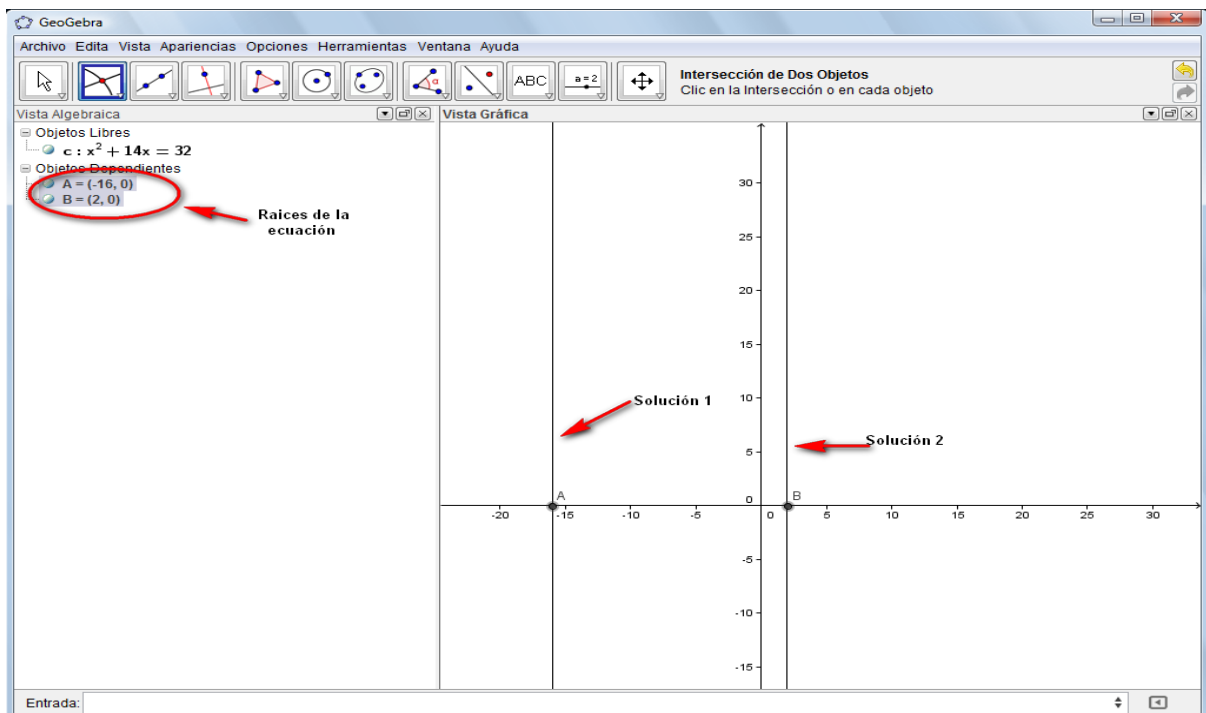 GeoGebra
Archivo Edita Vista Apariencias Opciones Herramientas Ventana Ayuda
ABC
a = 2
Intersección de Dos Objetos
Clic en la Intersección o en cada objeto
Vista Algebraica
Vista Gráfica
Objetos Libres
c : x² + 14x = 32
Objetos Dependientes
A = (-16, 0)
B = (2, 0)
Raices de la
ecuación
Solución 1
Solución 2
30
25
20
15
10
5
0
-5
-10
-15
A
B
-20 -15 -10 -5 0 5 10 15 20 25 30
Entrada: